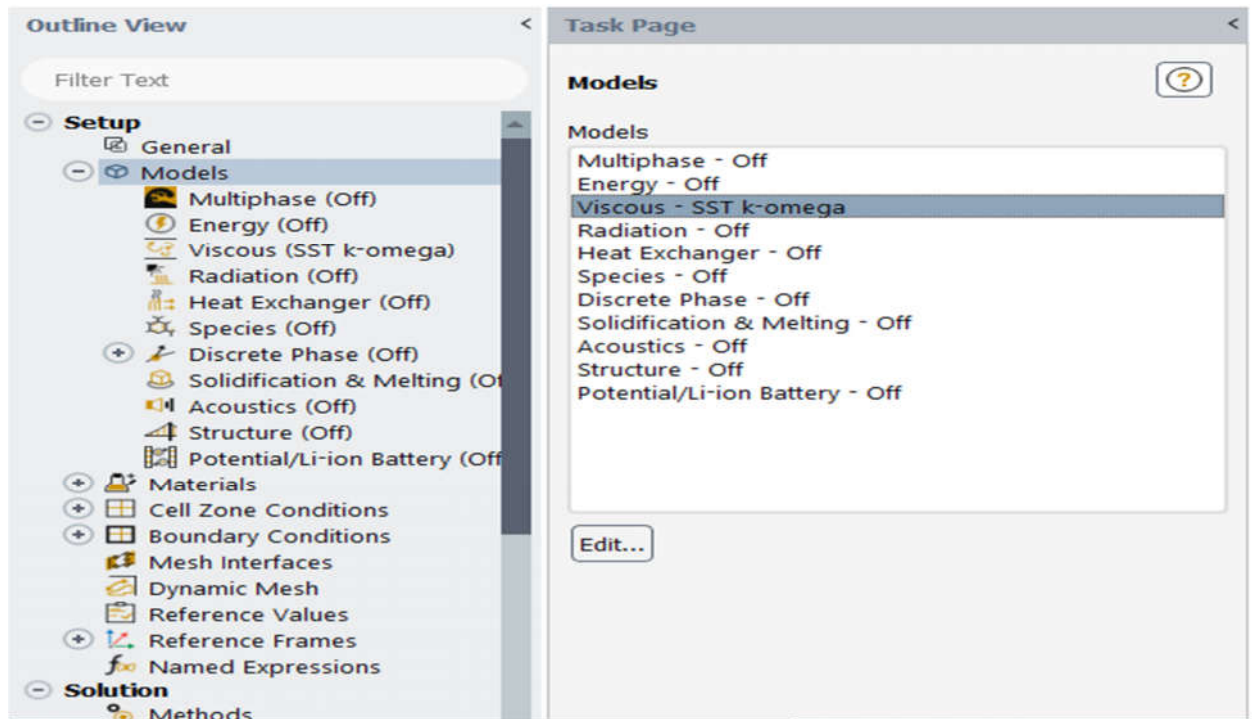 Outline View
Filter Text
Setup
General
Models
Multiphase (Off)
Energy (Off)
Viscous (SST k-omega)
Radiation (Off)
Heat Exchanger (Off)
Species (Off)
Discrete Phase (Off)
Solidification & Melting (Of
Acoustics (Off)
Structure (Off)
Potential/Li-ion Battery (Off
Materials
Cell Zone Conditions
Boundary Conditions
Mesh Interfaces
Dynamic Mesh
Reference Values
Reference Frames
Named Expressions
Solution
Methods
Task Page
Models
Models
Multiphase - Off
Energy - Off
Viscous - SST k-omega
Radiation - Off
Heat Exchanger - Off
Species - Off
Discrete Phase - Off
Solidification & Melting - Off
Acoustics - Off
Structure - Off
Potential/Li-ion Battery - Off
Edit...